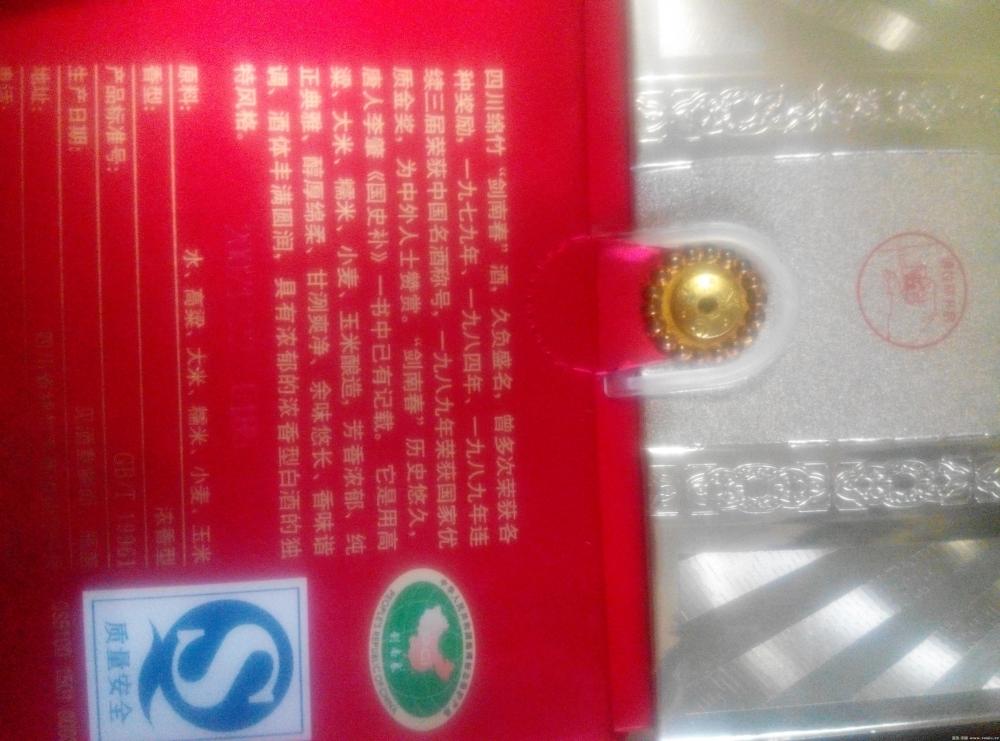 四川绵竹“剑南春”酒，久负盛名，曾多次荣获各
种奖励，一九七九年、一九八四年、一九八九年连
续三届荣获中国名酒称号，一九八九年荣获国家优
质金奖，为中外人士赞赏。“剑南春”历史悠久，
唐人李肇《国史补》一书中已有记载。它是用高
粱、大米、糯米、小麦、玉米酿造，芳香浓郁、纯
正典雅、醇厚绵柔、甘冽爽净、余味悠长、香味谐
调、酒体丰满圆润，具有浓郁的浓香型白酒的独
特风格。
原料： 水、高粱、大米、糯米、小麦、玉米
香型： 浓香型
产品标准号： GB/T 19961
生产日期：
地址：
电话：
剑南春
质量安全